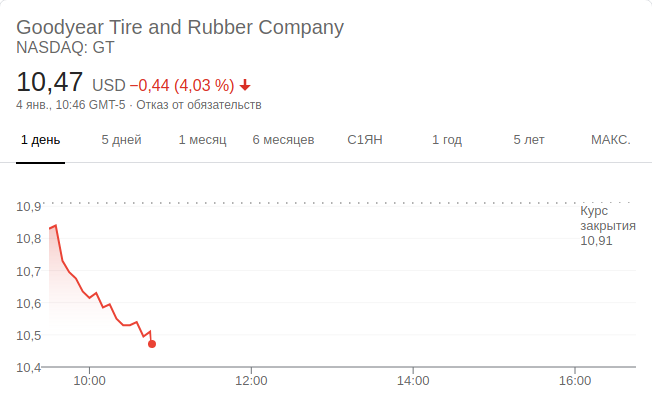 Goodyear Tire and Rubber Company
NASDAQ: GT
10,47 USD −0,44 (4,03 %)
4 янв., 10:46 GMT-5 · Отказ от обязательств
1 день 5 дней 1 месяц 6 месяцев С1ЯН 1 год 5 лет МАКС.
10,9
Курс
закрытия
10,91
10,8
10,7
10,6
10,5
10,4
10:00 12:00 14:00 16:00